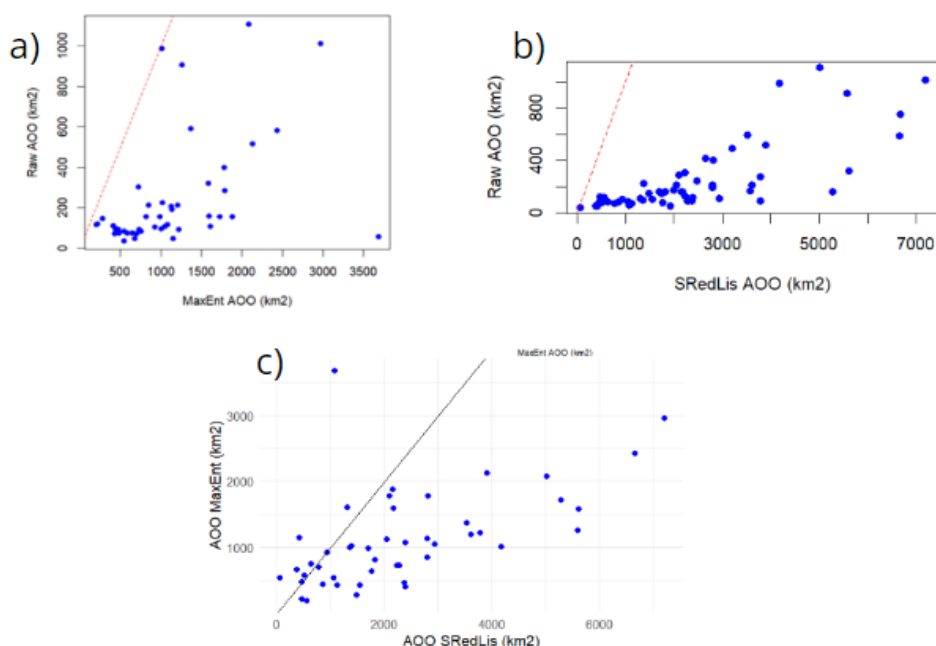 a)
1000
800
600
400
200
0
Raw AOO (km2)
500 1000 1500 2000 2500 3000 3500
MaxEnt AOO (km2)
b)
800
400
0
Raw AOO (km2)
0 1000 3000 5000 7000
SRedLis AOO (km2)
c)
MaxEnt AOO (km2)
3000
2000
1000
AOO MaxEnt (km2)
0 2000 4000 6000
AOO SRedLis (km2)